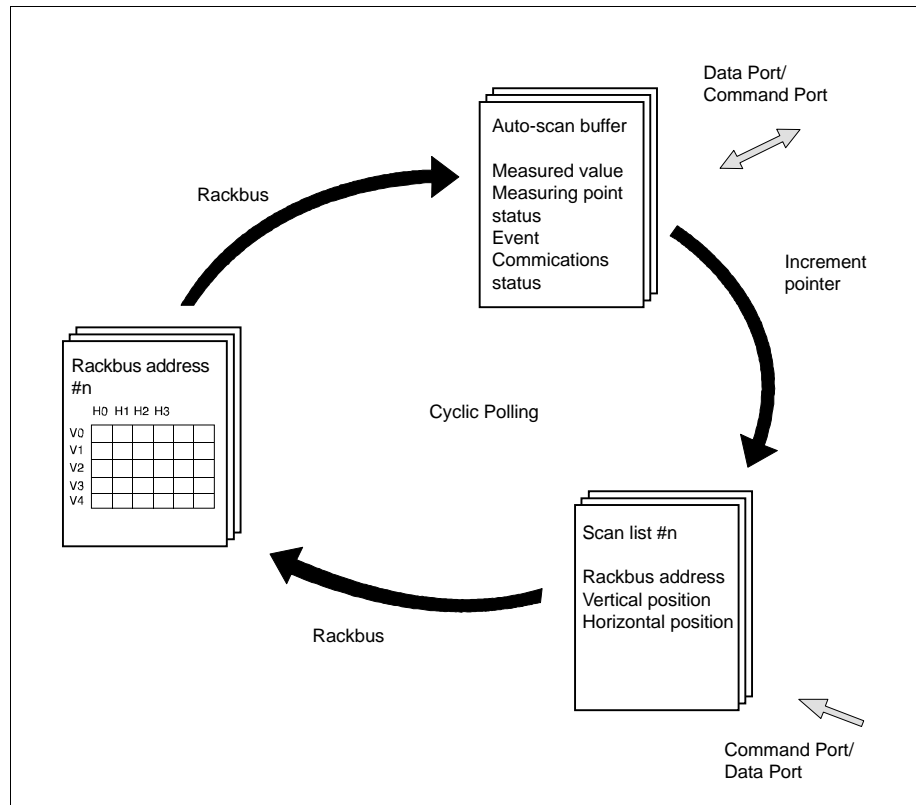 Data Port/
Command Port
Auto-scan buffer
Measured value
Measuring point
status
Event
Commications
status
Rackbus
Increment
pointer
Rackbus address
#n
H0 H1 H2 H3
V0
V1
V2
V3
V4
Cyclic Polling
Scan list #n
Rackbus address
Vertical position
Horizontal position
Rackbus
Command Port/
Data Port